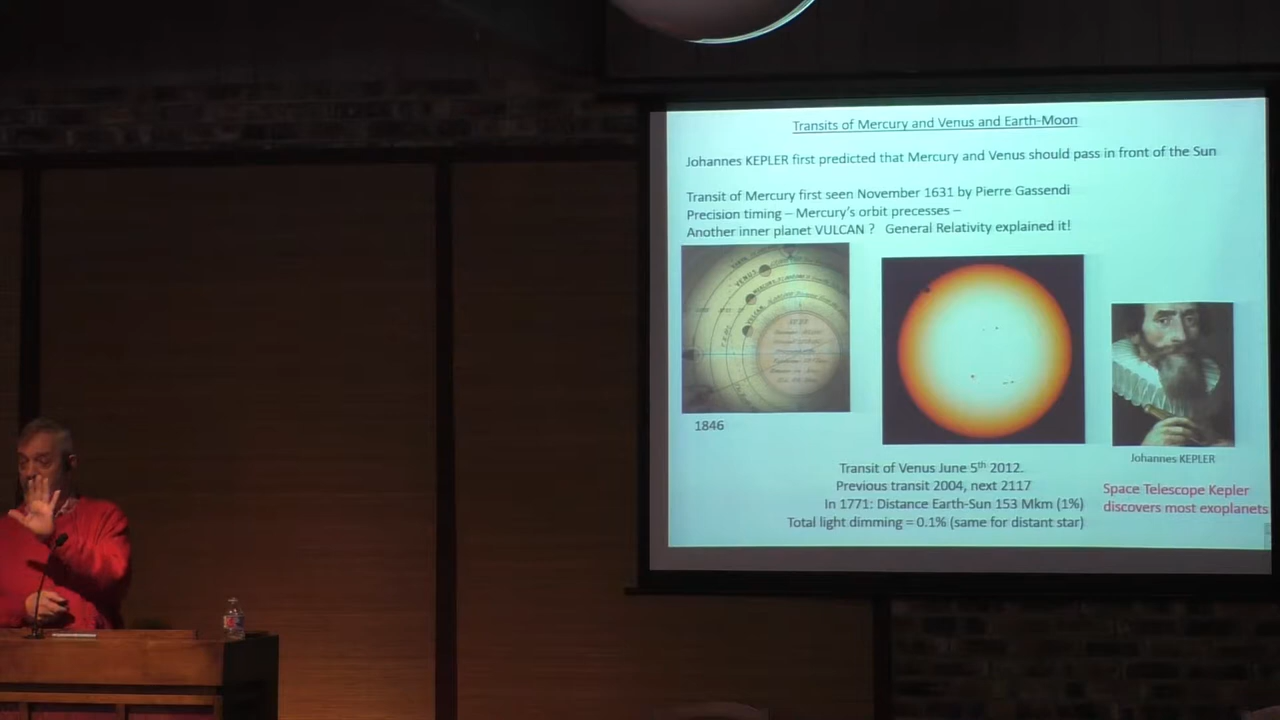 Transits of Mercury and Venus and Earth-Moon
Johannes KEPLER first predicted that Mercury and Venus should pass in front of the Sun
Transit of Mercury first seen November 1631 by Pierre Gassendi
Precision timing – Mercury's orbit precesses –
Another inner planet VULCAN ? General Relativity explained it!
VENUS
1846
Johannes KEPLER
Transit of Venus June 5th 2012.
Previous transit 2004, next 2117
In 1771: Distance Earth-Sun 153 Mkm (1%)
Total light dimming = 0.1% (same for distant star)
Space Telescope Kepler
discovers most exoplanets